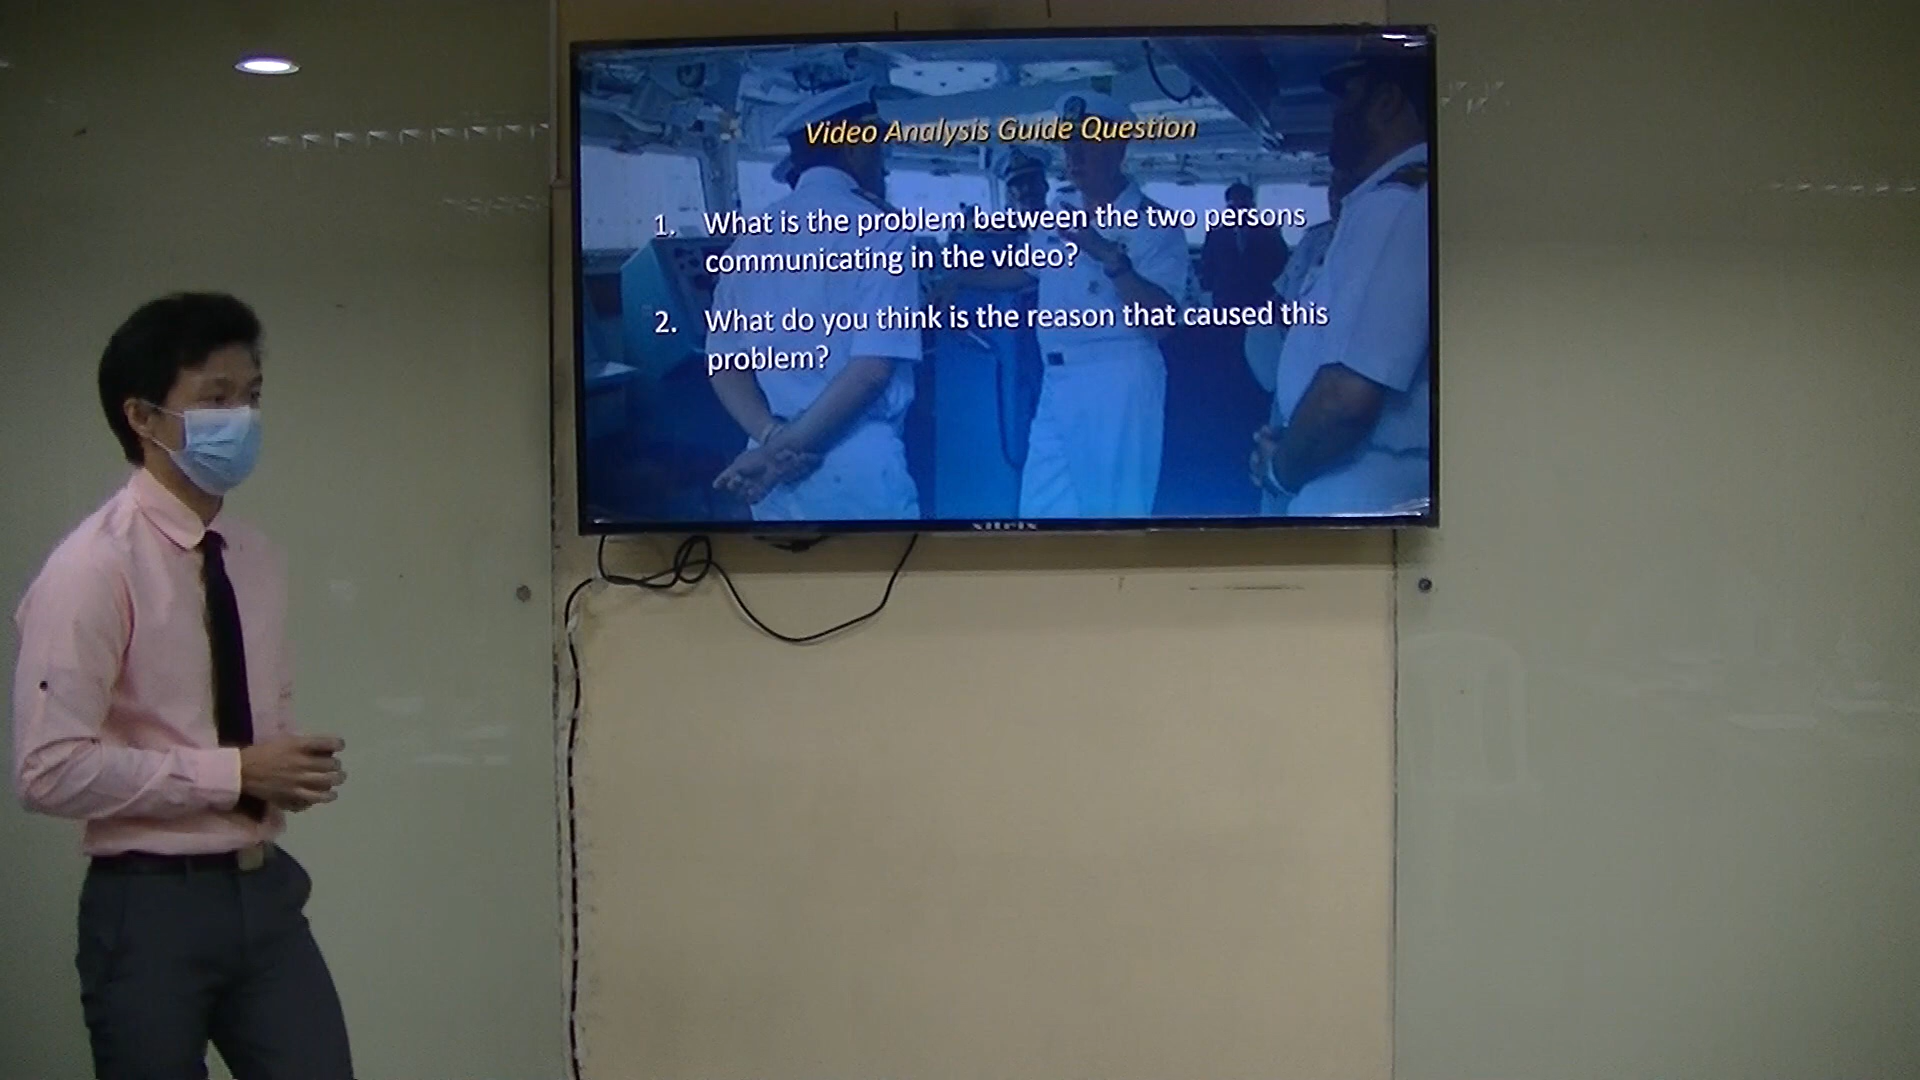 Video Analysis Guide Question
1. What is the problem between the two persons
communicating in the video?
2. What do you think is the reason that caused this
problem?
xitrix